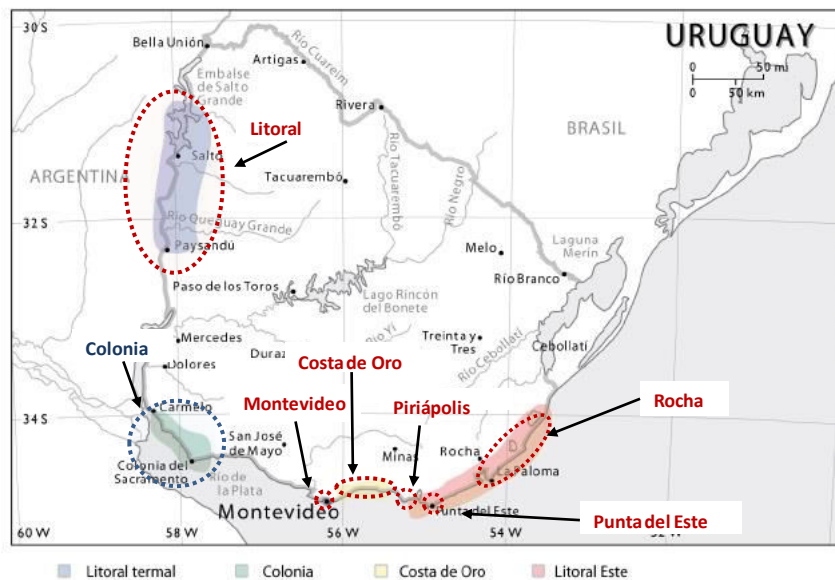 30 S
URUGUAY
Bella Unión
Artigas
Río Cuareim
0 50 mi
0 50 km
Embalse
de Salto
Grande
Rivera
BRASIL
Litoral
Salto
ARGENTINA
Tacuarembó
Río Tacuarembó
Río Negro
32 S
Río Queguay Grande
Paysandú
Melo
Laguna
Merín
Paso de los Toros
Río Branco
Lago Rincón
del Bonete
Mercedes
Río Yí
Treinta y
Tres
Cebollatí
Río Cebollatí
Colonia
Dolores
Duraz
Costa de Oro
Montevideo
Piriápolis
Rocha
34 S
Carmelo
San José
de Mayo
Minas
Rocha
La Paloma
Colonia del
Sacramento
Río de
la Plata
Montevideo
Punta del Este
Punta del Este
60 W
58 W
56 W
54 W
52 W
Litoral termal
Colonia
Costa de Oro
Litoral Este